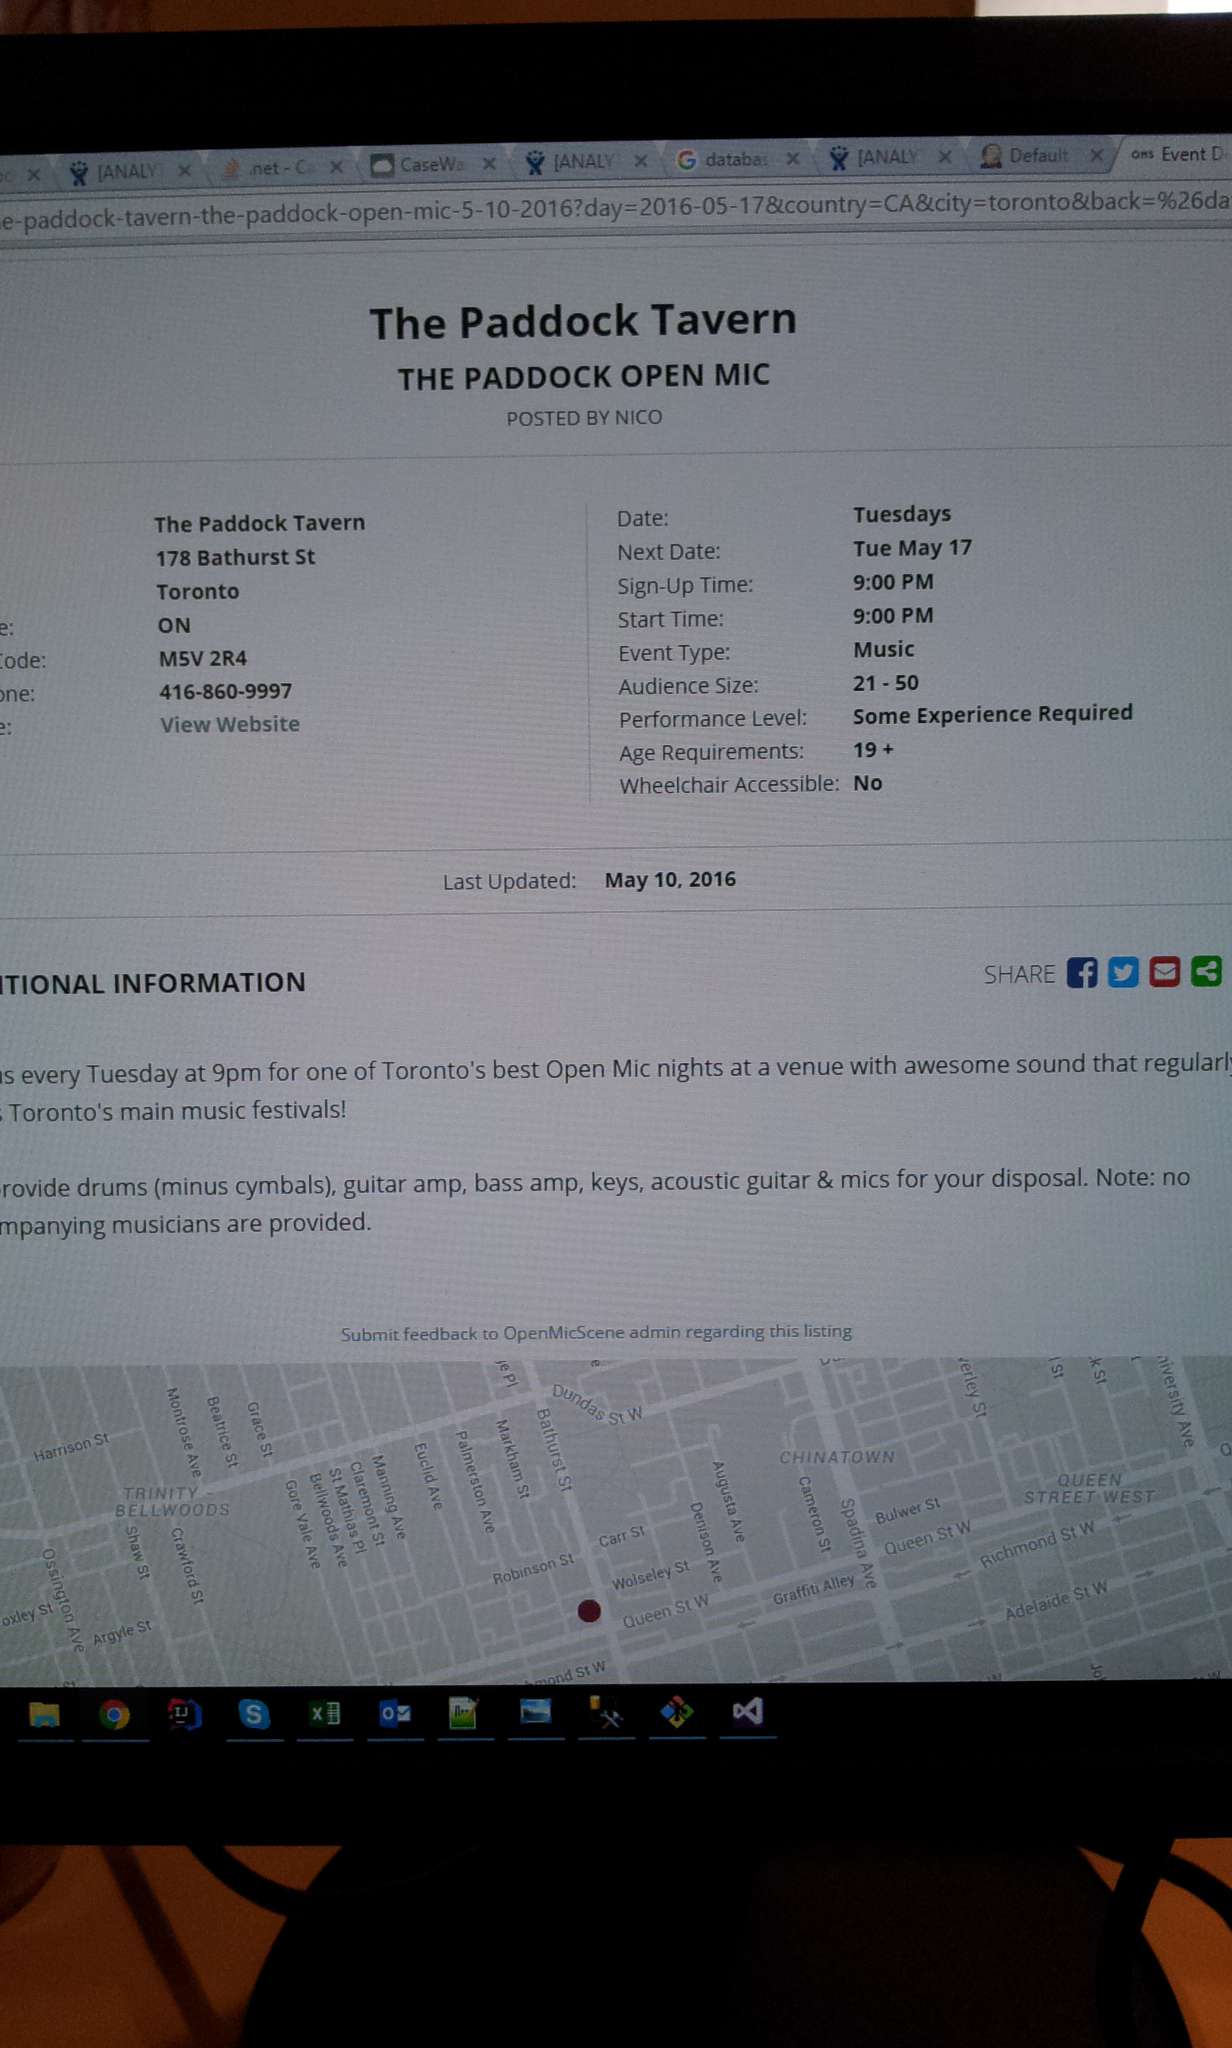 [ANALY
.net - C
CaseWa
[ANALY
databas
[ANALY
Default
OMS Event D
e-paddock-tavern-the-paddock-open-mic-5-10-2016?day=2016-05-17&country=CA&city=toronto&back=%26da
The Paddock Tavern
THE PADDOCK OPEN MIC
POSTED BY NICO
The Paddock Tavern
178 Bathurst St
Toronto
e: ON
Code: M5V 2R4
one: 416-860-9997
e: View Website
Date: Tuesdays
Next Date: Tue May 17
Sign-Up Time: 9:00 PM
Start Time: 9:00 PM
Event Type: Music
Audience Size: 21 - 50
Performance Level: Some Experience Required
Age Requirements: 19 +
Wheelchair Accessible: No
Last Updated: May 10, 2016
ITIONAL INFORMATION
SHARE
us every Tuesday at 9pm for one of Toronto's best Open Mic nights at a venue with awesome sound that regularly
s Toronto's main music festivals!
rovide drums (minus cymbals), guitar amp, bass amp, keys, acoustic guitar & mics for your disposal. Note: no
mpanying musicians are provided.
Submit feedback to OpenMicScene admin regarding this listing
Harrison St
Montrose Ave
Beatrice St
Grace St
TRINITY -
BELLWOODS
Ossington Ave
Shaw St
Crawford St
oxley St
Argyle St
Gore Vale Ave
Bellwoods Ave
St Mathias Pl
Claremont St
Manning Ave
Euclid Ave
Palmerston Ave
Markham St
Bathurst St
Dundas St W
Robinson St
Carr St
Wolseley St
Queen St W
Denison Ave
Augusta Ave
CHINATOWN
Cameron St
Spadina Ave
Graffiti Alley
Bulwer St
Queen St W
verley St
QUEEN
STREET WEST
Richmond St W
Adelaide St W
niversity Ave
mond St W